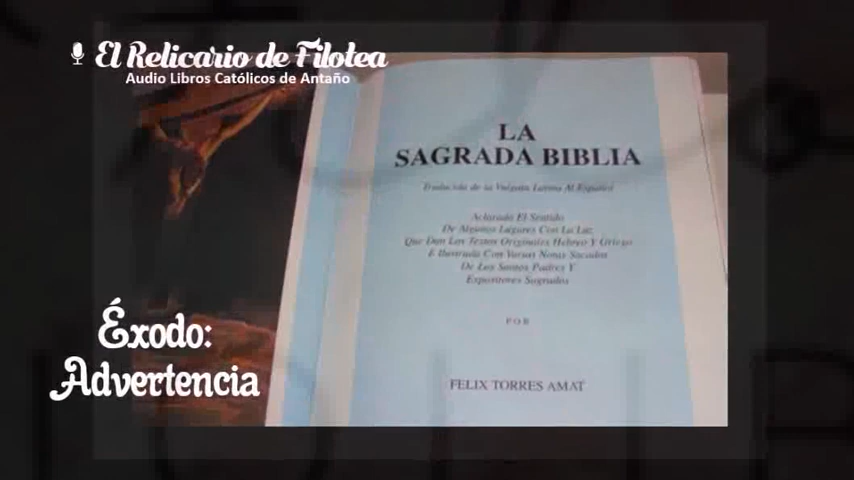 El Relicario de Filotea
Audio Libros Católicos de Antaño
LA
SAGRADA BIBLIA
Traducida de la Vulgata Latina Al Español
Aclarado El Sentido
De Algunos Lugares Con La Luz
Que Dan Los Textos Originales Hebreo Y Griego
E Ilustrada Con Varias Notas Sacadas
De Los Santos Padres Y
Expositores Sagrados
POR
FELIX TORRES AMAT
Éxodo:
Advertencia